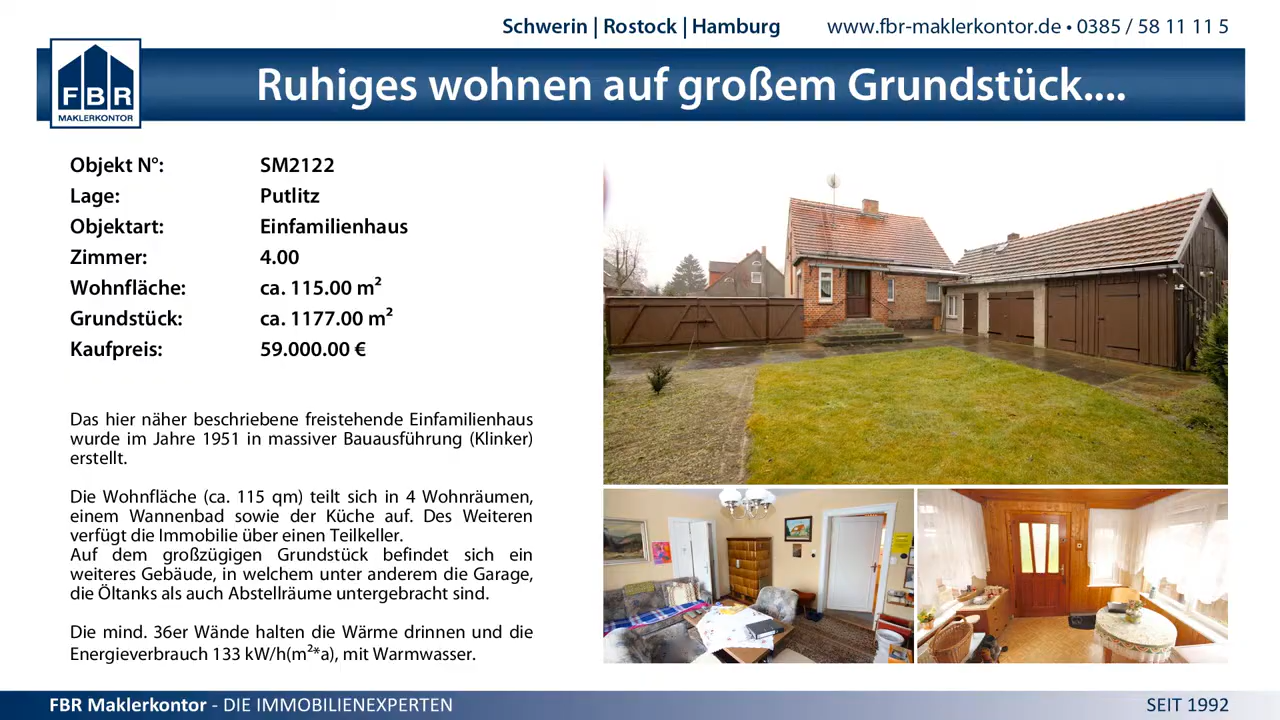 Schwerin | Rostock | Hamburg www.fbr-maklerkontor.de • 0385 / 58 11 11 5
FBR
MAKLERKONTOR
Ruhiges wohnen auf großem Grundstück....
Objekt N°: SM2122
Lage: Putlitz
Objektart: Einfamilienhaus
Zimmer: 4.00
Wohnfläche: ca. 115.00 m²
Grundstück: ca. 1177.00 m²
Kaufpreis: 59.000.00 €
Das hier näher beschriebene freistehende Einfamilienhaus
wurde im Jahre 1951 in massiver Bauausführung (Klinker)
erstellt.
Die Wohnfläche (ca. 115 qm) teilt sich in 4 Wohnräumen,
einem Wannenbad sowie der Küche auf. Des Weiteren
verfügt die Immobilie über einen Teilkeller.
Auf dem großzügigen Grundstück befindet sich ein
weiteres Gebäude, in welchem unter anderem die Garage,
die Öltanks als auch Abstellräume untergebracht sind.
Die mind. 36er Wände halten die Wärme drinnen und die
Energieverbrauch 133 kW/h(m²*a), mit Warmwasser.
FBR Maklerkontor - DIE IMMOBILIENEXPERTEN SEIT 1992